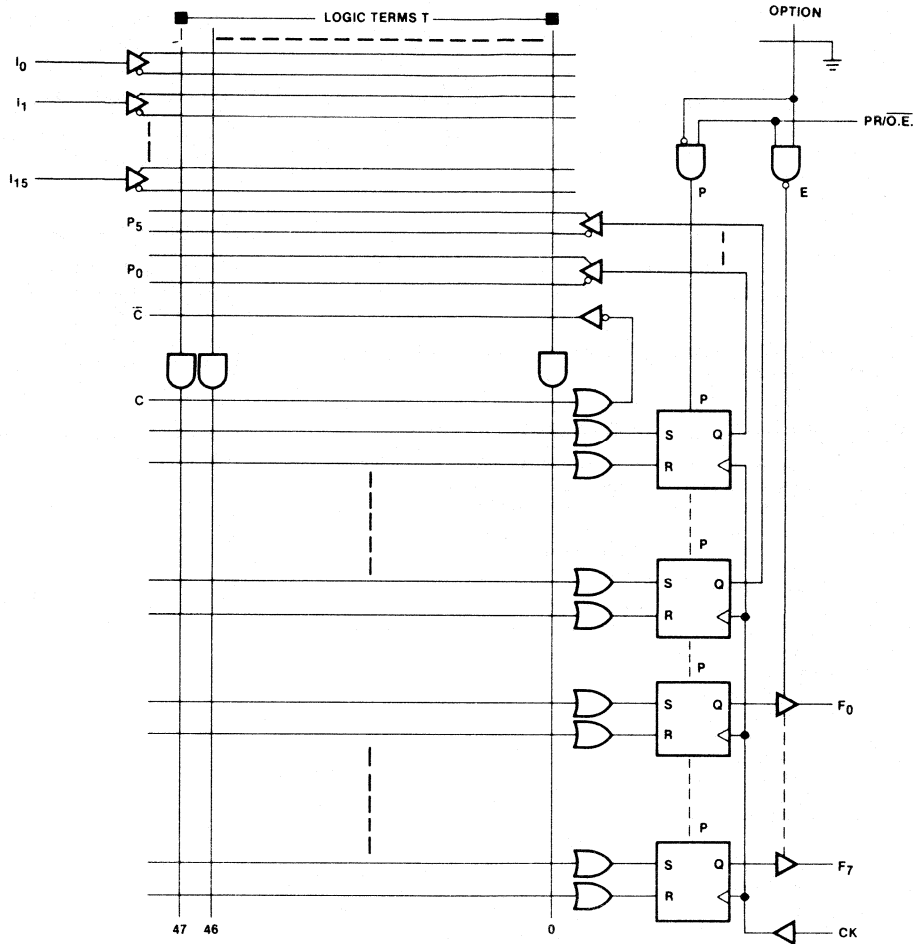 LOGIC TERMS T
OPTION
I0
I1
PR/O.E.
I15
P E
P5
P0
C
C
P
S Q
R
P
S Q
R
P
S Q F0
R
P
S Q F7
R
47 46 0 CK